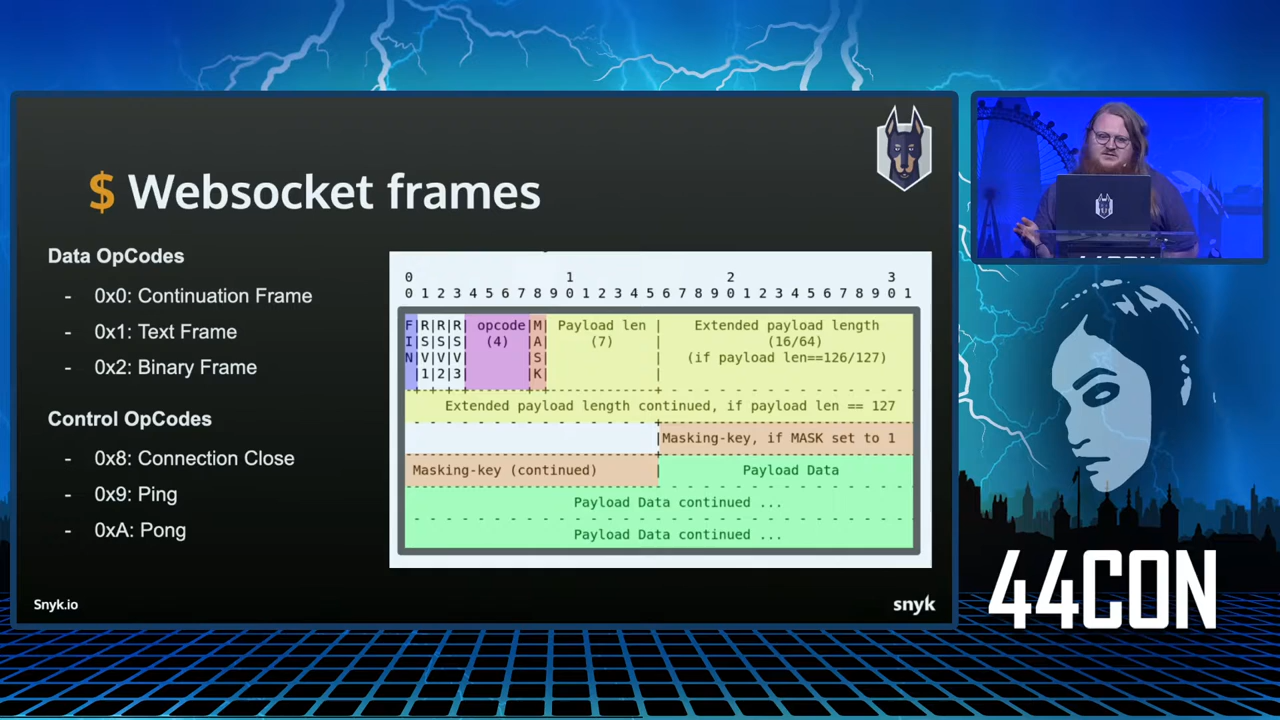 $ Websocket frames
Data OpCodes
- 0x0: Continuation Frame
- 0x1: Text Frame
- 0x2: Binary Frame
Control OpCodes
- 0x8: Connection Close
- 0x9: Ping
- 0xA: Pong
0 1 2 3
0 1 2 3 4 5 6 7 8 9 0 1 2 3 4 5 6 7 8 9 0 1 2 3 4 5 6 7 8 9 0 1
F|R|R|R| opcode|M| Payload len | Extended payload length
I|S|S|S| (4) |A| (7) | (16/64)
N|V|V|V| |S| | (if payload len==126/127)
|1|2|3| |K| |
Extended payload length continued, if payload len == 127
|Masking-key, if MASK set to 1
Masking-key (continued) | Payload Data
Payload Data continued ...
Payload Data continued ...
Snyk.io
snyk
44CON
44CON